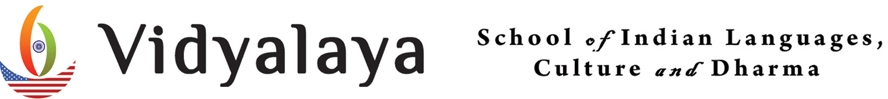 Vidyalaya
School of Indian Languages,
Culture and Dharma